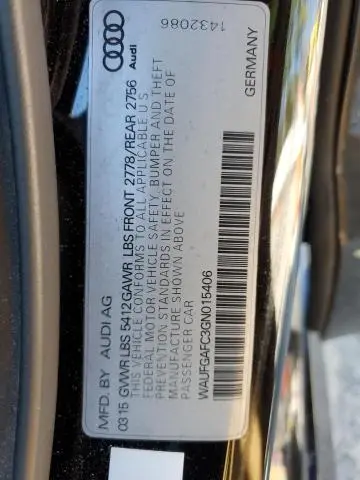 MFD. BY AUDI AG
03 15 GVWR LBS 5412 GAWR LBS FRONT 2778/REAR 2756
THIS VEHICLE CONFORMS TO ALL APPLICABLE U S
FEDERAL MOTOR VEHICLE SAFETY, BUMPER AND THEFT
PREVENTION STANDARDS IN EFFECT ON THE DATE OF
MANUFACTURE SHOWN ABOVE
PASSENGER CAR
WAUFGAFC3GN015406
GERMANY
Audi
1432086